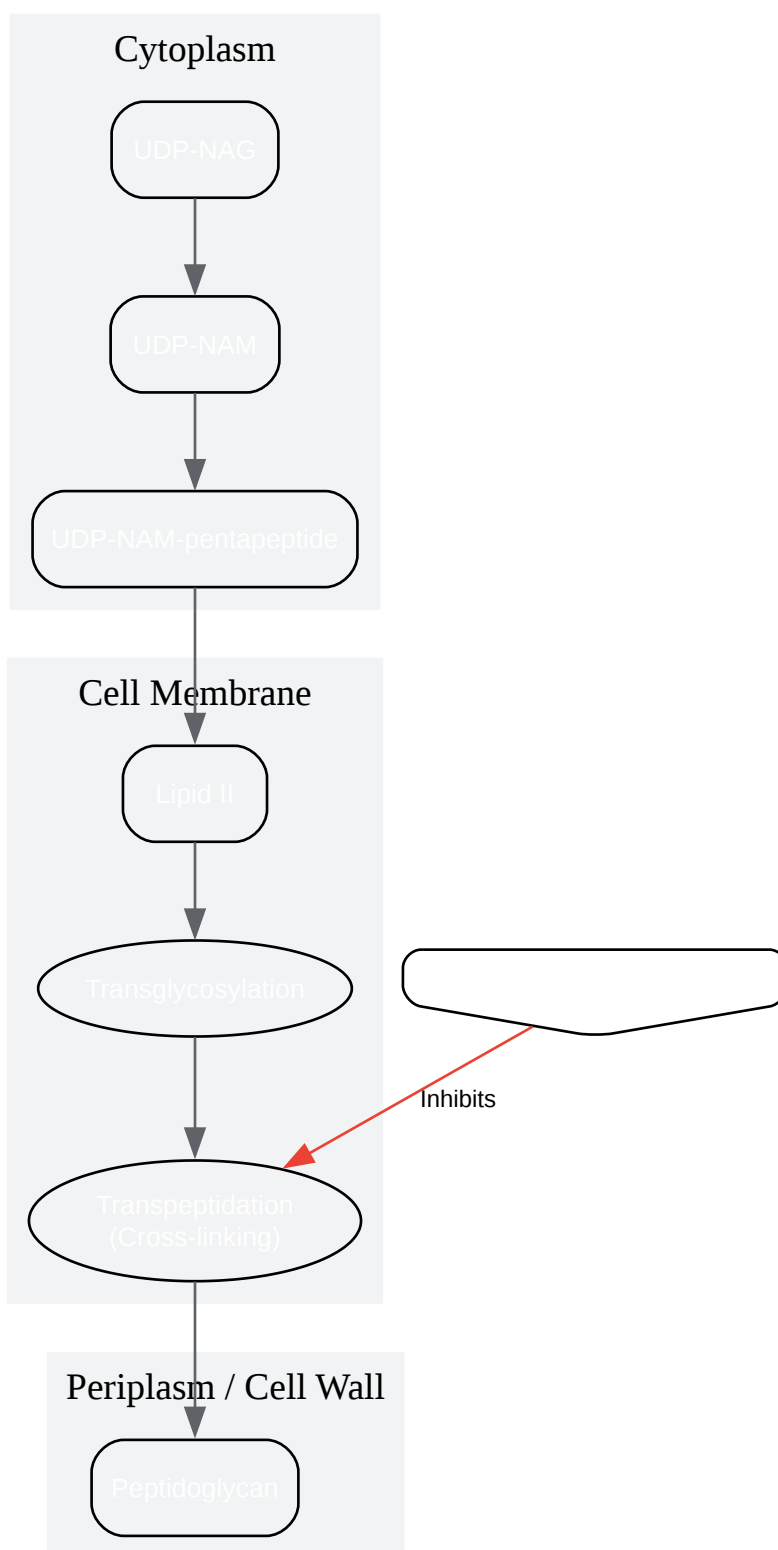 Cytoplasm
UDP-NAG
UDP-NAM
UDP-NAM-pentapeptide
Cell Membrane
Lipid II
Transglycosylation
Inhibits
Transpeptidation
(Cross-linking)
Periplasm / Cell Wall
Peptidoglycan